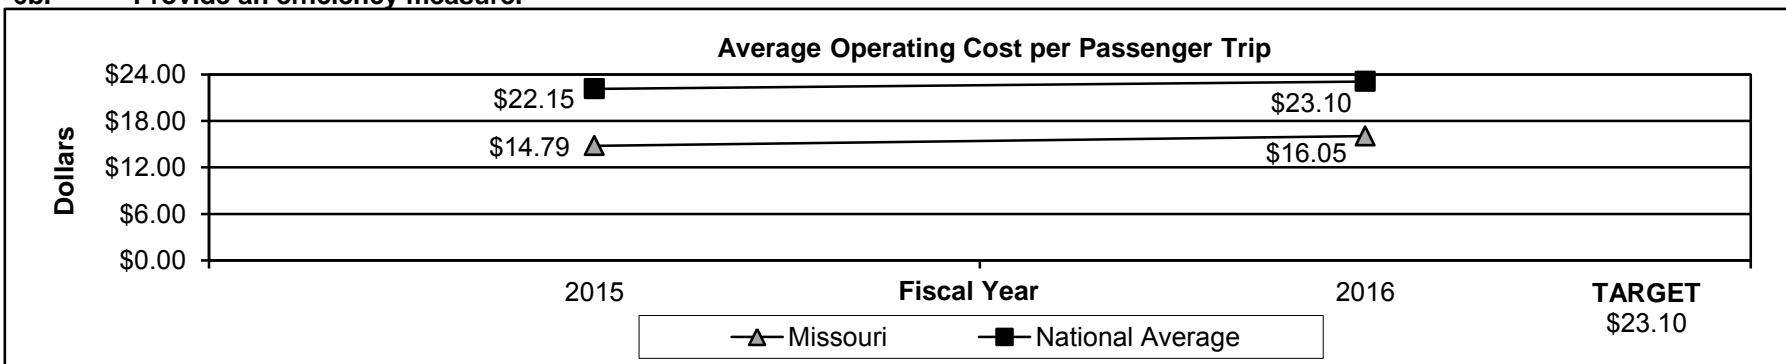 Provide an efficiency measure.
Average Operating Cost per Passenger Trip
$24.00
$22.15
$23.10
$18.00
$14.79
$16.05
$12.00
Dollars
$6.00
$0.00
2015
Fiscal Year
2016
TARGET
$23.10
Missouri
National Average